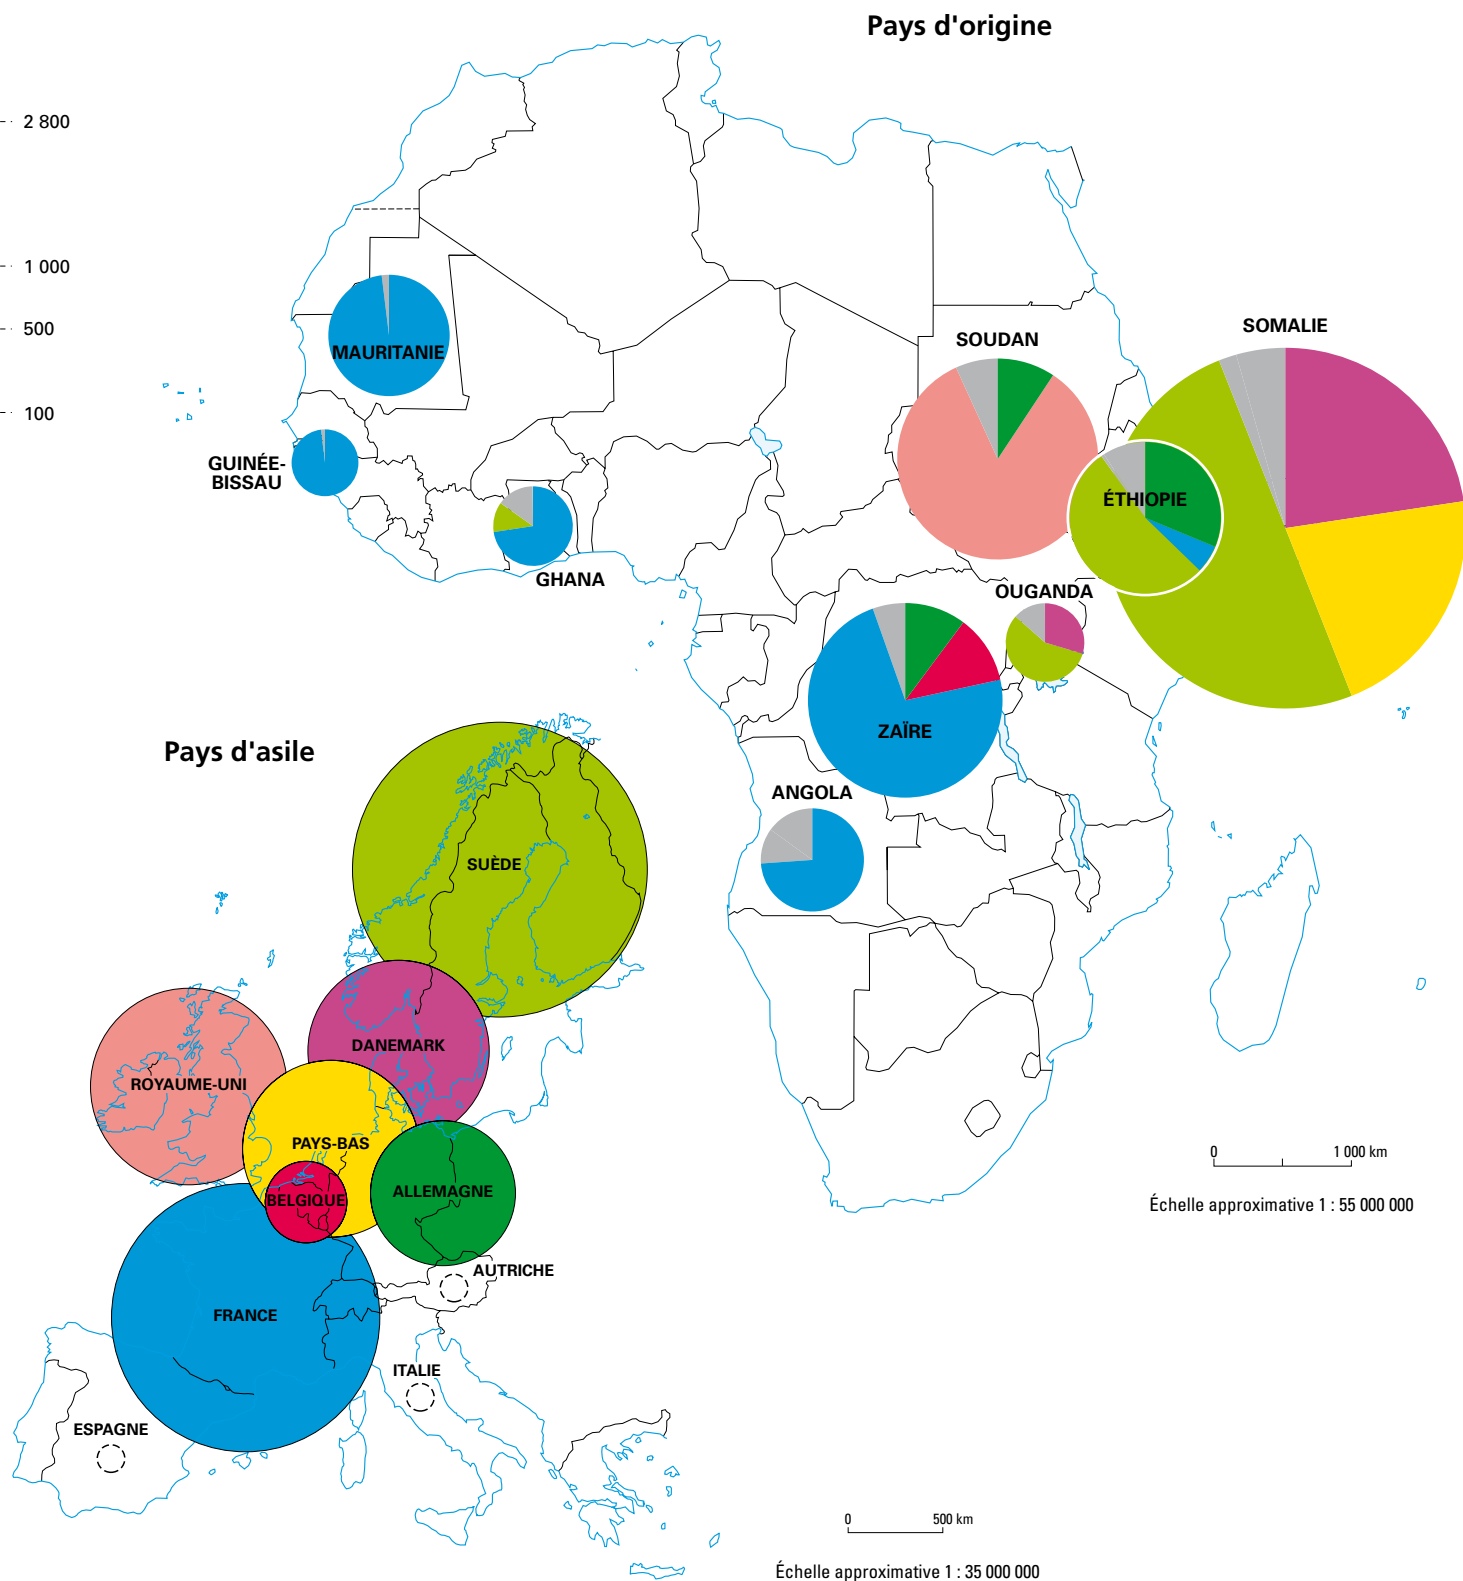 Pays d'origine
2 800
1 000
500
100
MAURITANIE
GUINÉE-
BISSAU
GHANA
SOUDAN
SOMALIE
ÉTHIOPIE
OUGANDA
ZAÏRE
ANGOLA
Pays d'asile
SUÈDE
DANEMARK
ROYAUME-UNI
PAYS-BAS
BELGIQUE
ALLEMAGNE
AUTRICHE
FRANCE
ITALIE
ESPAGNE
0 1 000 km
Échelle approximative 1 : 55 000 000
0 500 km
Échelle approximative 1 : 35 000 000